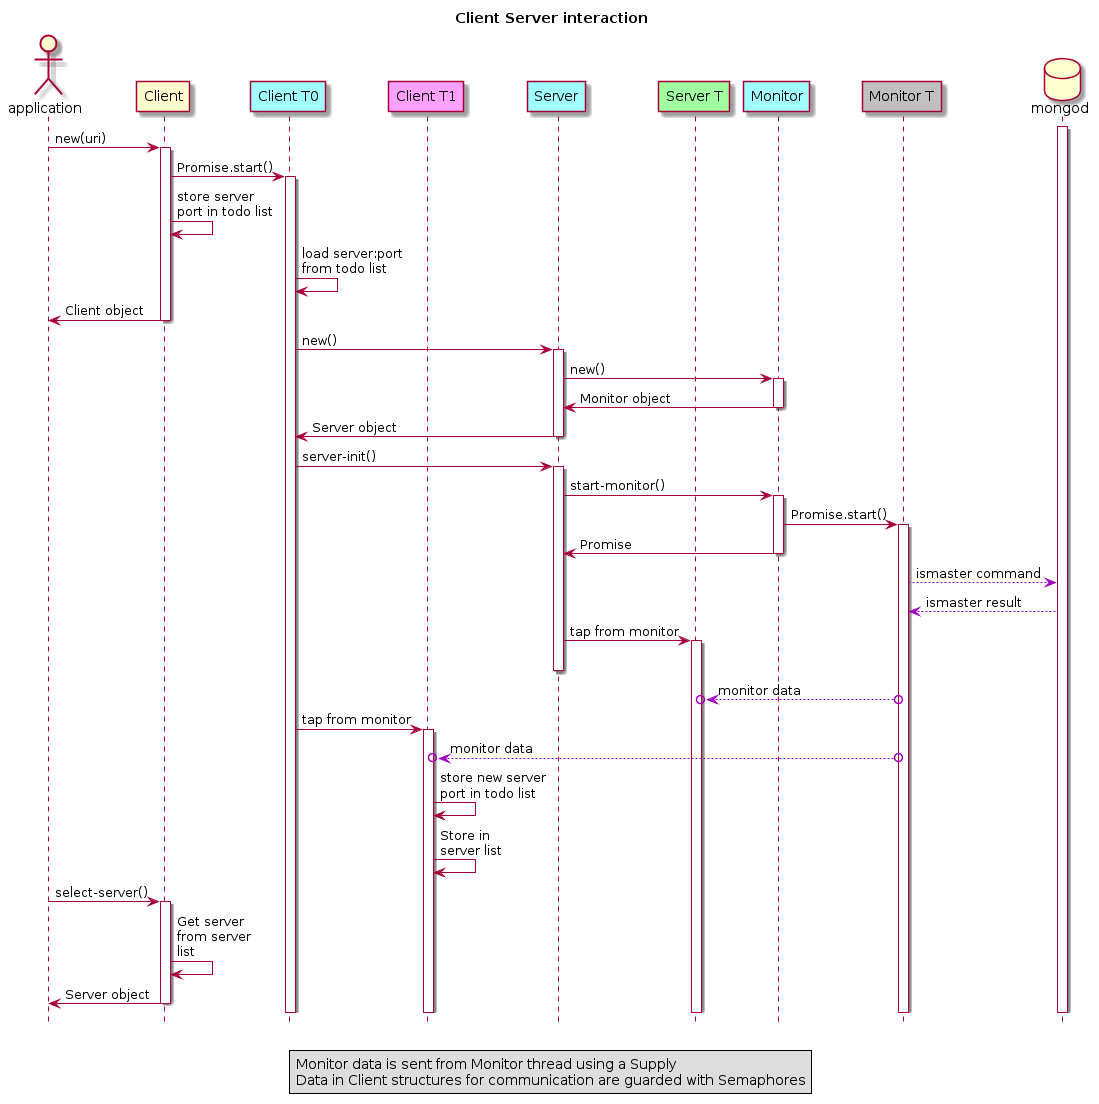 Client Server interaction
application
Client
Client T0
Client T1
Server
Server T
Monitor
Monitor T
mongod
new(uri)
Promise.start()
store server
port in todo list
load server:port
from todo list
Client object
new()
new()
Monitor object
Server object
server-init()
start-monitor()
Promise.start()
Promise
ismaster command
ismaster result
tap from monitor
monitor data
tap from monitor
monitor data
store new server
port in todo list
Store in
server list
select-server()
Get server
from server
list
Server object
Monitor data is sent from Monitor thread using a Supply
Data in Client structures for communication are guarded with Semaphores